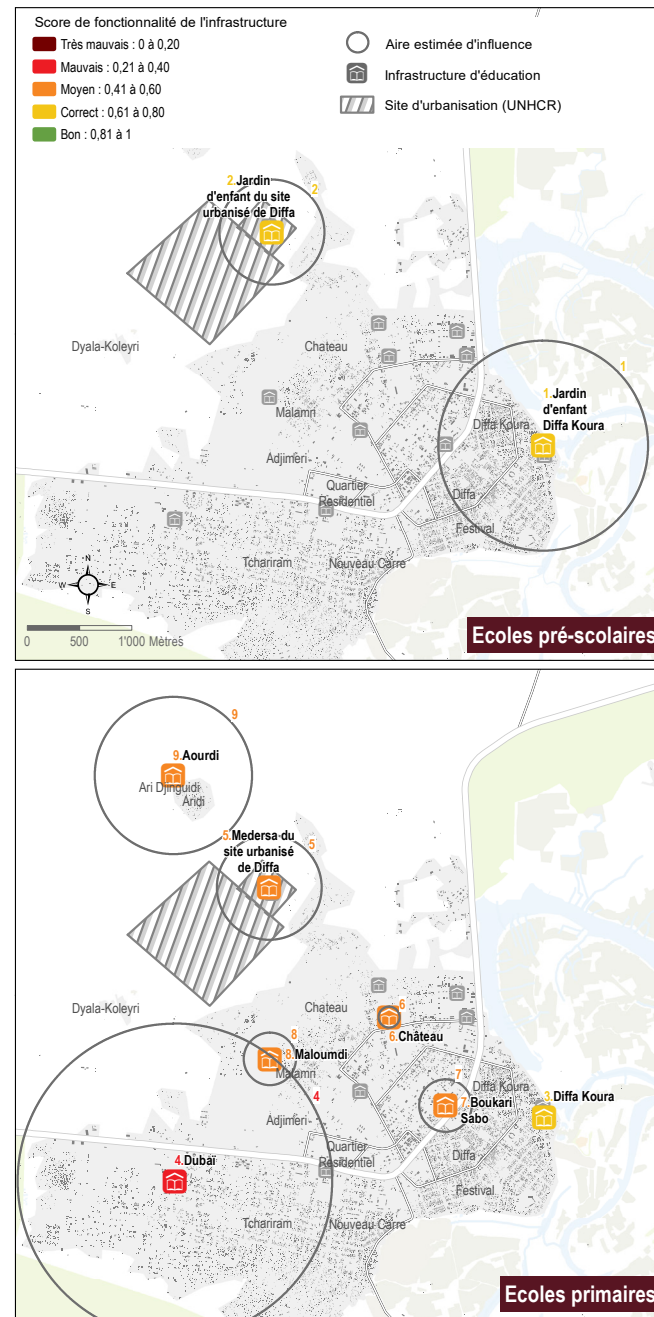 Score de fonctionnalité de l'infrastructure
Très mauvais : 0 à 0,20
Mauvais : 0,21 à 0,40
Moyen : 0,41 à 0,60
Correct : 0,61 à 0,80
Bon : 0,81 à 1
Aire estimée d'influence
Infrastructure d'éducation
Site d'urbanisation (UNHCR)
2.Jardin
d'enfant du site
urbanisé de Diffa
2
Dyala-Koleyri
Chateau
1
1.Jardin
d'enfant
Diffa Koura
Malamri
Diffa Koura
Adjimeri
Quartier
Residentiel
Diffa
Festival
Tchariram
Nouveau Carre
N
W
E
S
0 500 1'000 Mètres
Ecoles pré-scolaires
9
9.Aourdi
Ari Djinguidi
Aridi
5.Medersa du
site urbanisé
de Diffa
5
Dyala-Koleyri
Chateau
6
6.Château
8
8.Maloumdi
Malamri
7
Diffa Koura
4
3.Diffa Koura
7.Boukari
Sabo
Adjimeri
Quartier
Residentiel
Diffa
4.Dubaï
Festival
Tchariram
Nouveau Carre
Ecoles primaires